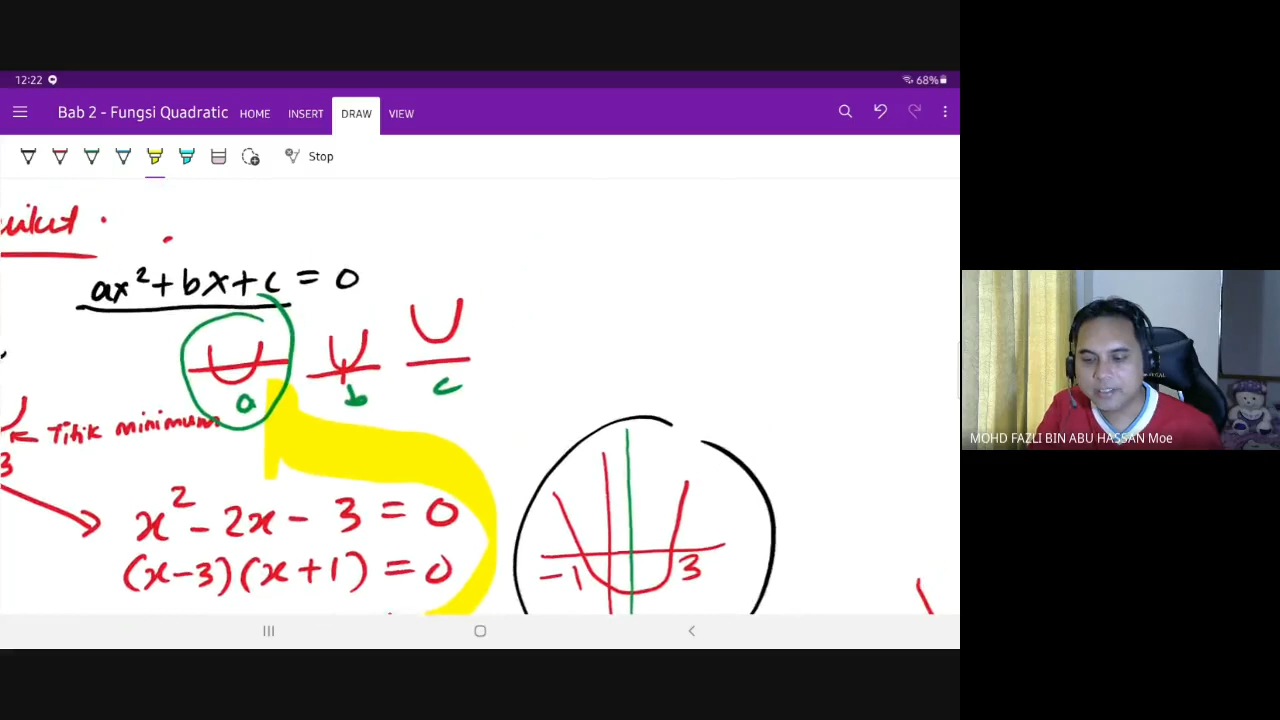 12:22 68%
Bab 2 - Fungsi Quadratic HOME INSERT DRAW VIEW
Stop
ax² + bx + c = 0
a b c
Titik minimum
3
x² - 2x - 3 = 0
(x-3)(x+1) = 0
-1 3
MOHD FAZLI BIN ABU HASSAN Moe